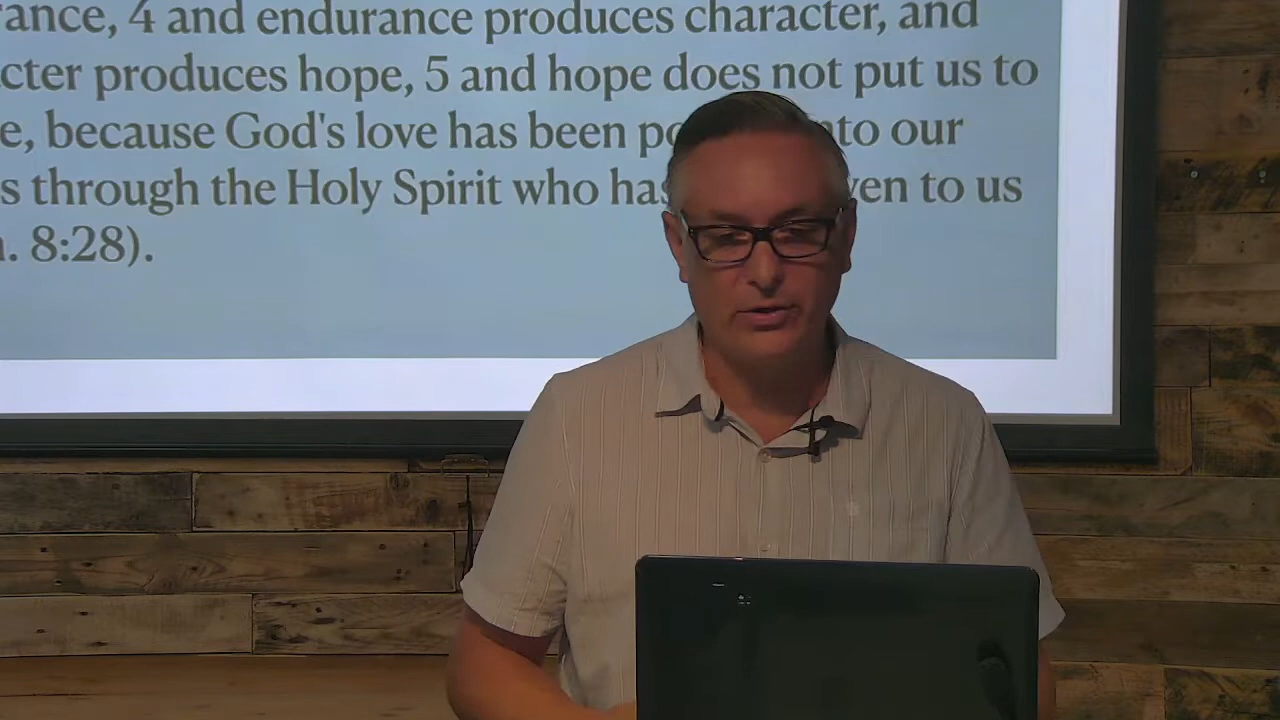 rance, 4 and endurance produces character, and
cter produces hope, 5 and hope does not put us to
e, because God's love has been po nto our
s through the Holy Spirit who has ven to us
. 8:28).